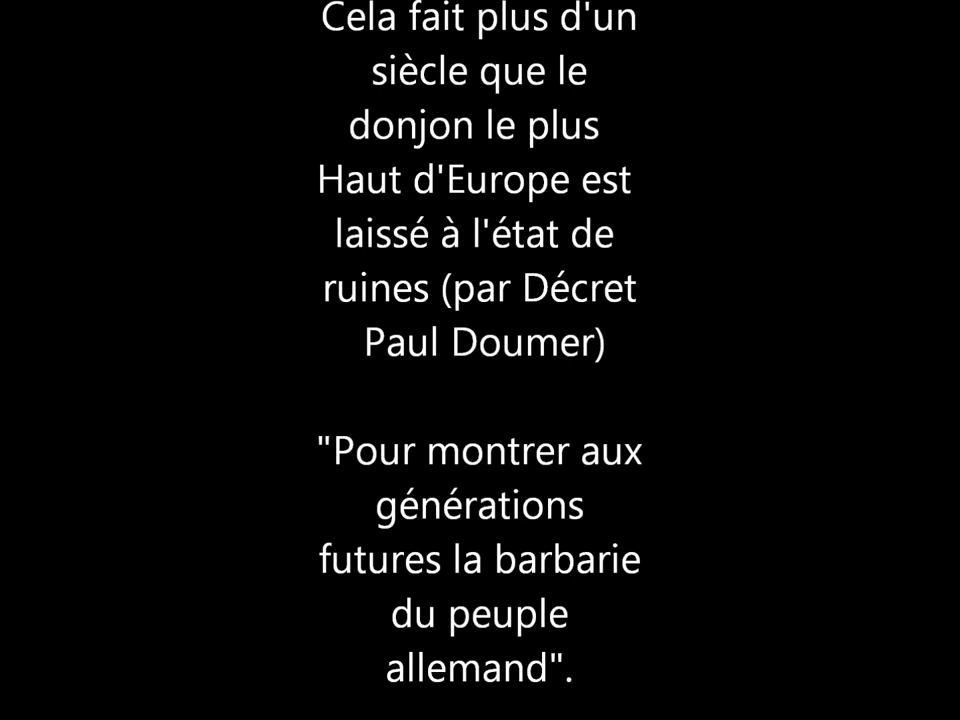 Cela fait plus d'un
siècle que le
donjon le plus
Haut d'Europe est
laissé à l'état de
ruines (par Décret
Paul Doumer)
"Pour montrer aux
générations
futures la barbarie
du peuple
allemand".